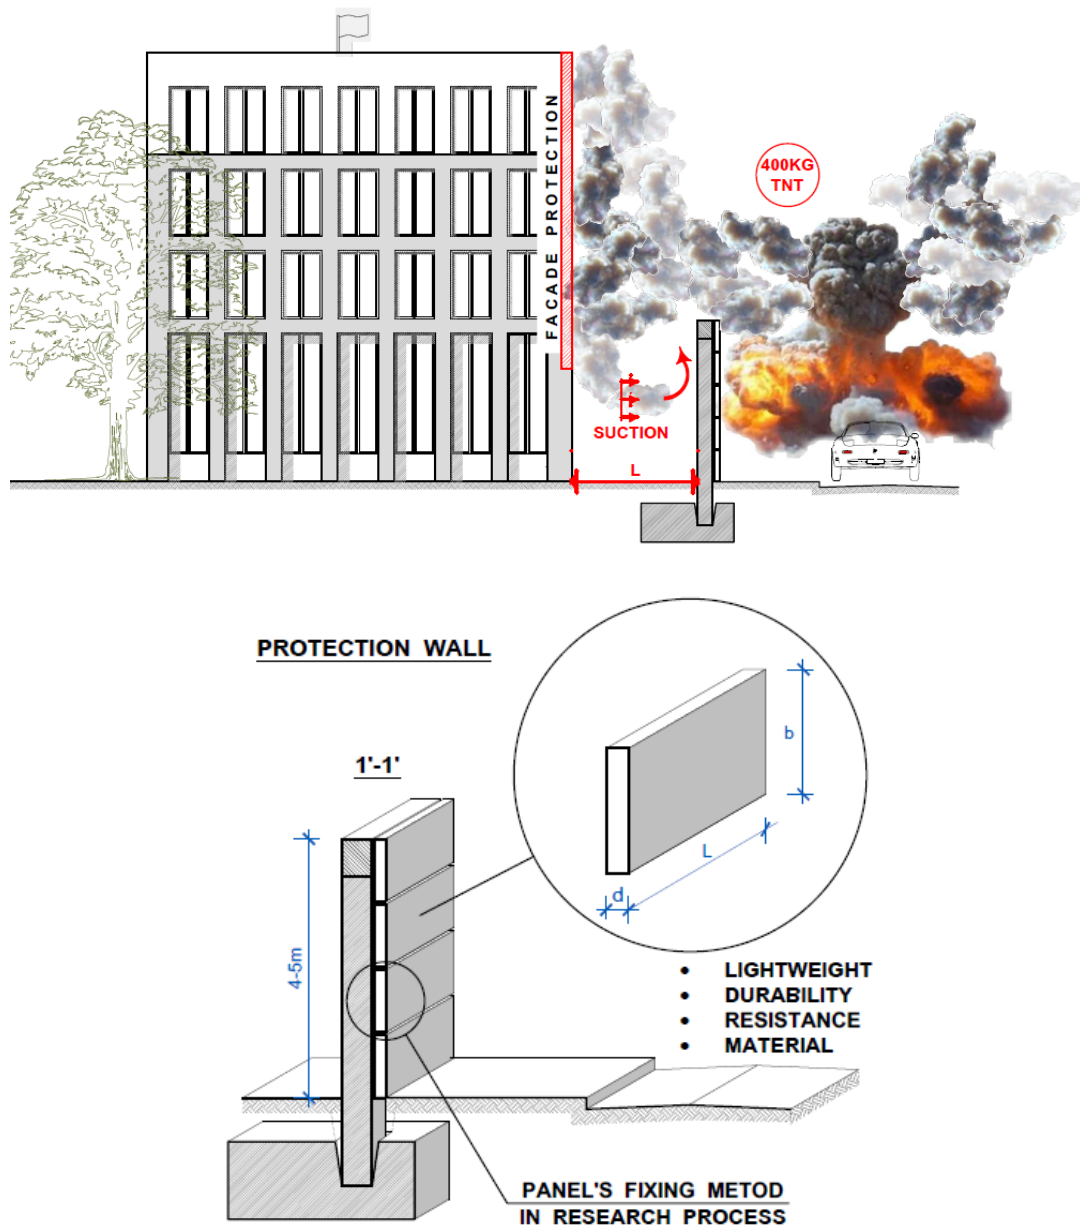 FACADE PROTECTION
400KG
TNT
SUCTION
L
PROTECTION WALL
1'-1'
b
L
d
4-5m
• LIGHTWEIGHT
• DURABILITY
• RESISTANCE
• MATERIAL
PANEL'S FIXING METOD
IN RESEARCH PROCESS